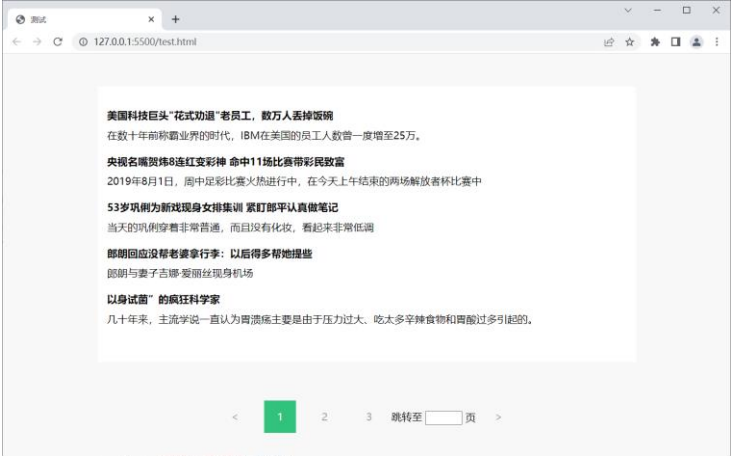 测试
127.0.0.1:5500/test.html
美国科技巨头"花式劝退"老员工，数万人丢掉饭碗
在数十年前称霸业界的时代，IBM在美国的员工人数曾一度增至25万。
央视名嘴贺炜8连红变彩神 命中11场比赛带彩民致富
2019年8月1日，周中足彩比赛火热进行中，在今天上午结束的两场解放者杯比赛中
53岁巩俐为新戏现身女排集训 紧盯郎平认真做笔记
当天的巩俐穿着非常普通，而且没有化妆，看起来非常低调
郎朗回应没帮老婆拿行李：以后得多帮她提些
郎朗与妻子吉娜·爱丽丝现身机场
以身试菌”的疯狂科学家
几十年来，主流学说一直认为胃溃疡主要是由于压力过大、吃太多辛辣食物和胃酸过多引起的。
< 1 2 3 跳转至 页 >